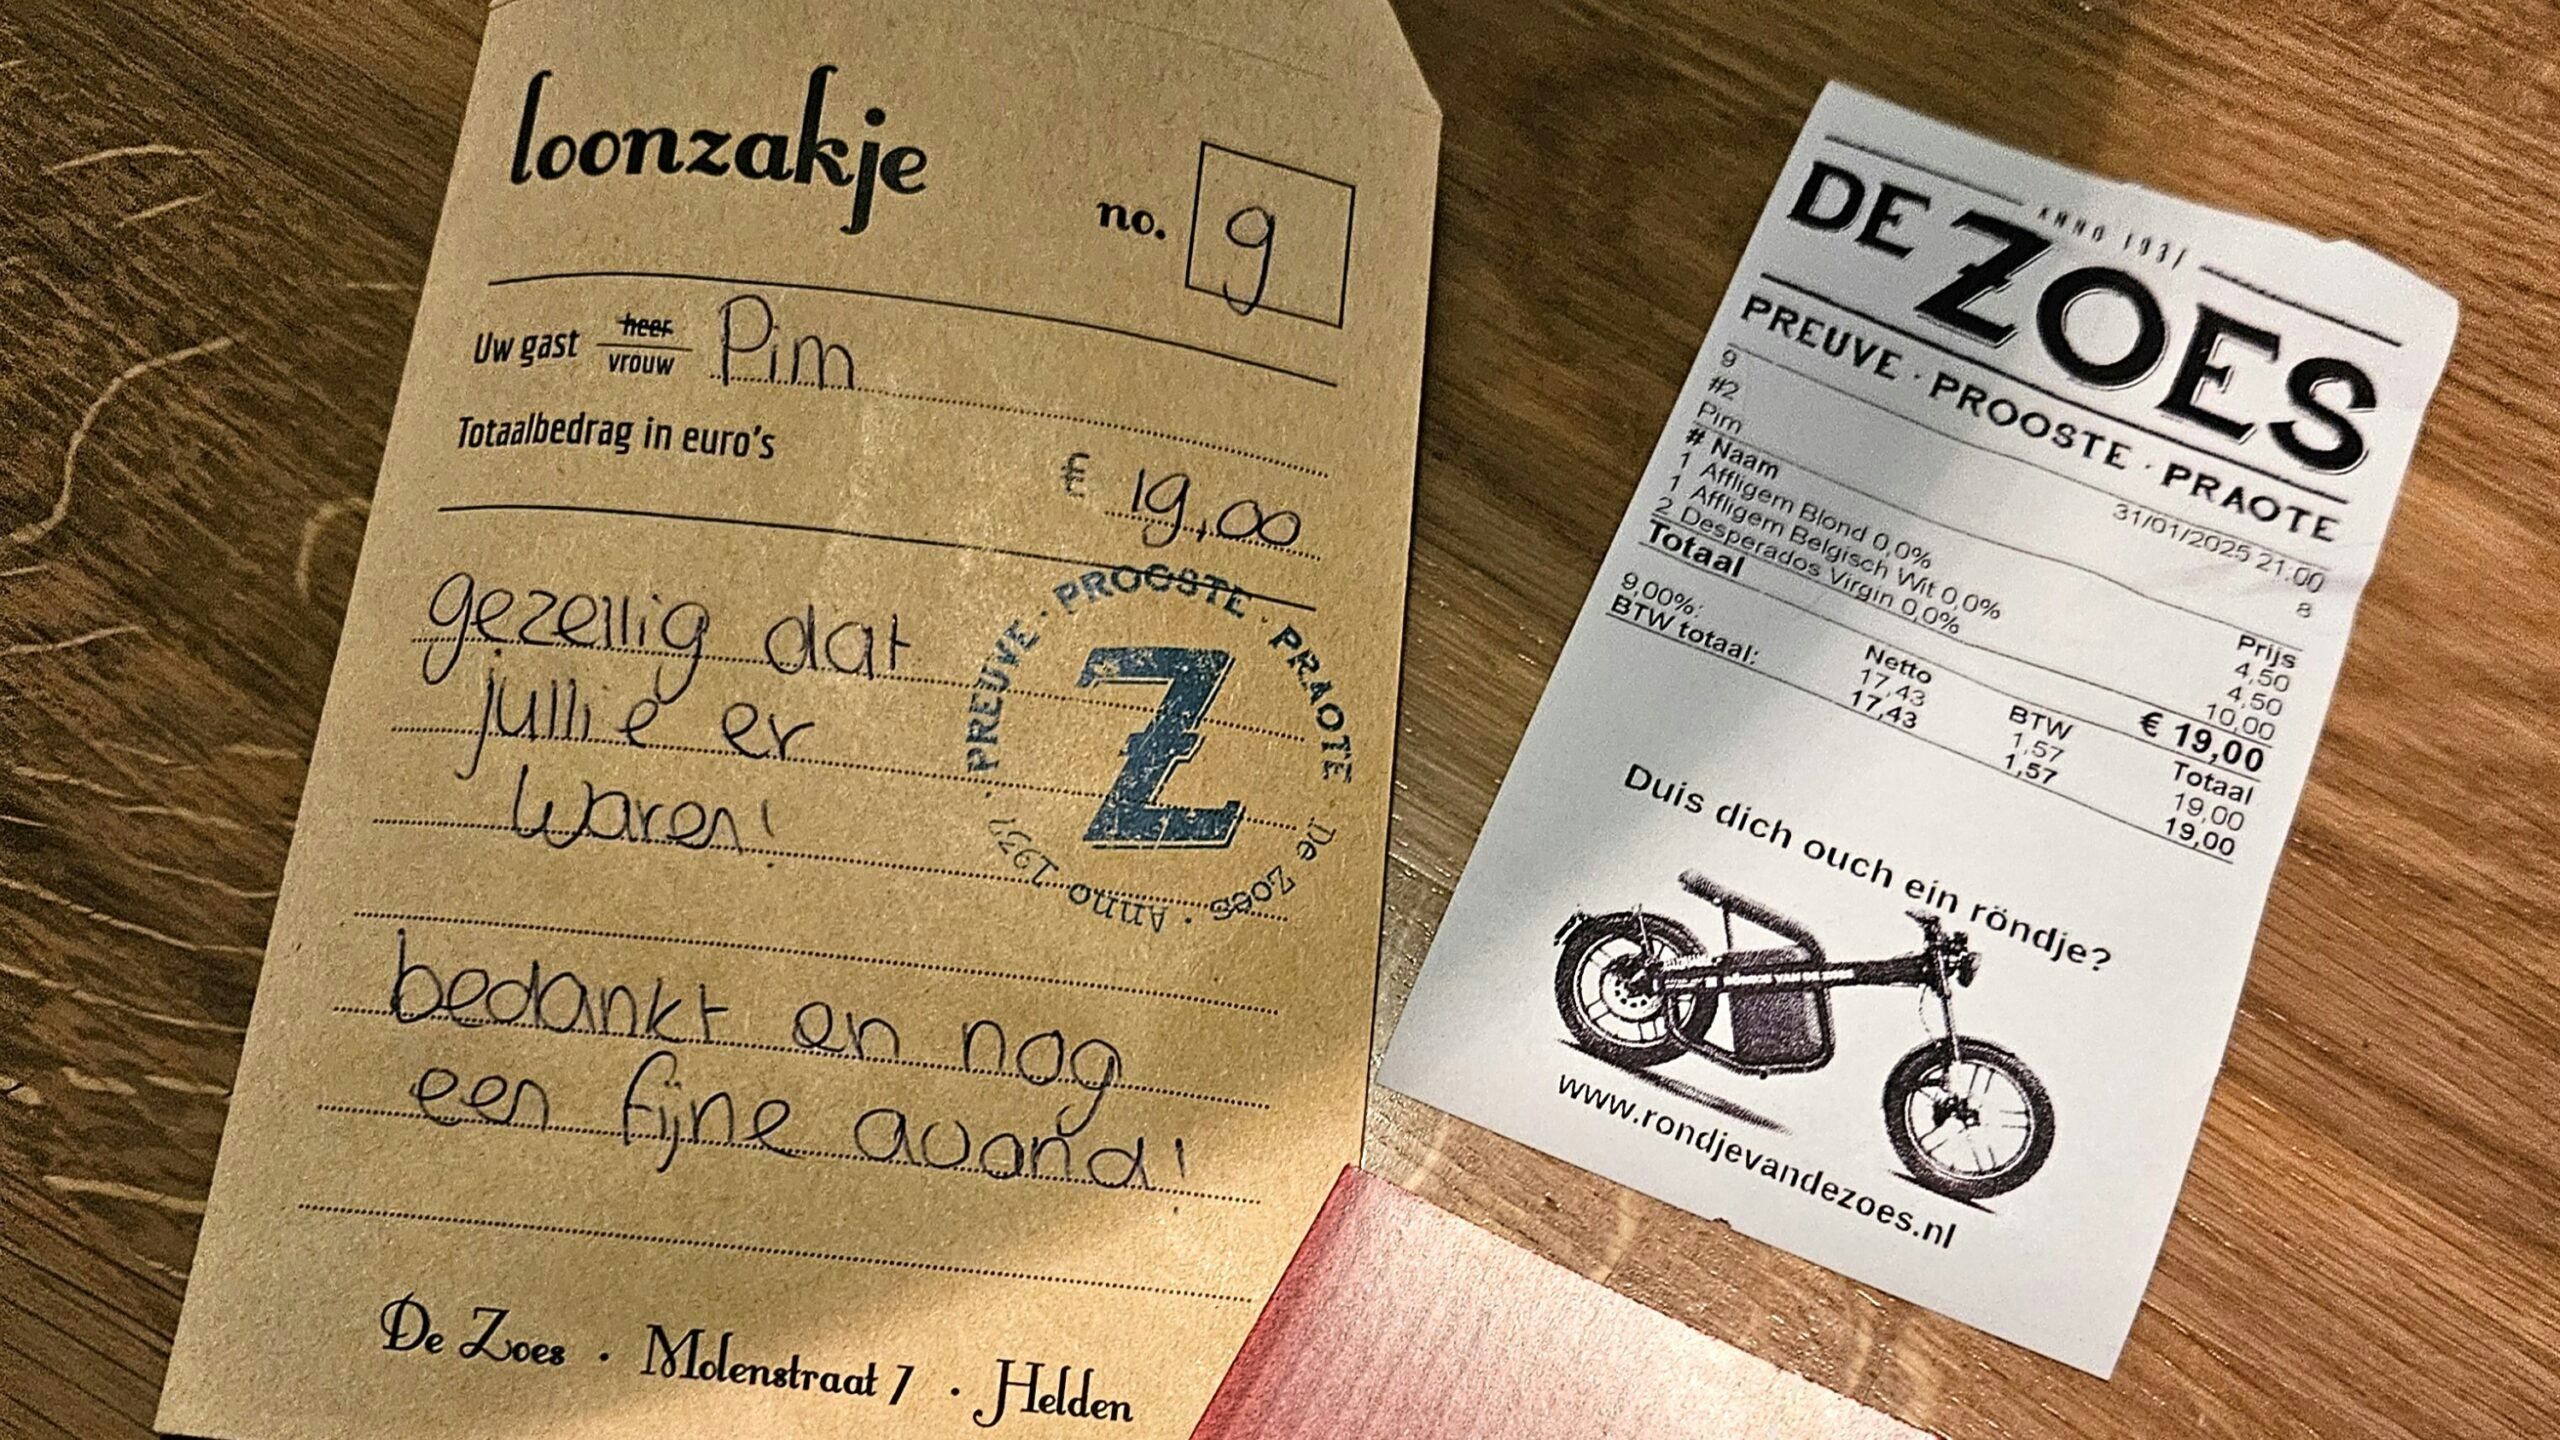 loonzakje
no. 9
Uw gast heer
vrouw Pim
Totaalbedrag in euro's
€ 19,00
gezellig dat
jullie er
waren!
bedankt en nog
een fijne avond!
PREUVE · PROOSTE · PRAOTE
Z
De Zoes · Anno 1937 ·
De Zoes · Molenstraat 7 · Helden
ANNO 1937
DE ZOES
PREUVE · PROOSTE · PRAOTE
9 31/01/2025 21:00
#2 8
Pim
# Naam Prijs
1 Affligem Blond 0,0% 4,50
1 Affligem Belgisch Wit 0,0% 4,50
2 Desperados Virgin 0,0% 10,00
Totaal € 19,00
Netto BTW Totaal
9,00%: 17,43 1,57 19,00
BTW totaal: 17,43 1,57 19,00
Duis dich ouch ein röndje?
www.rondjevandezoes.nl